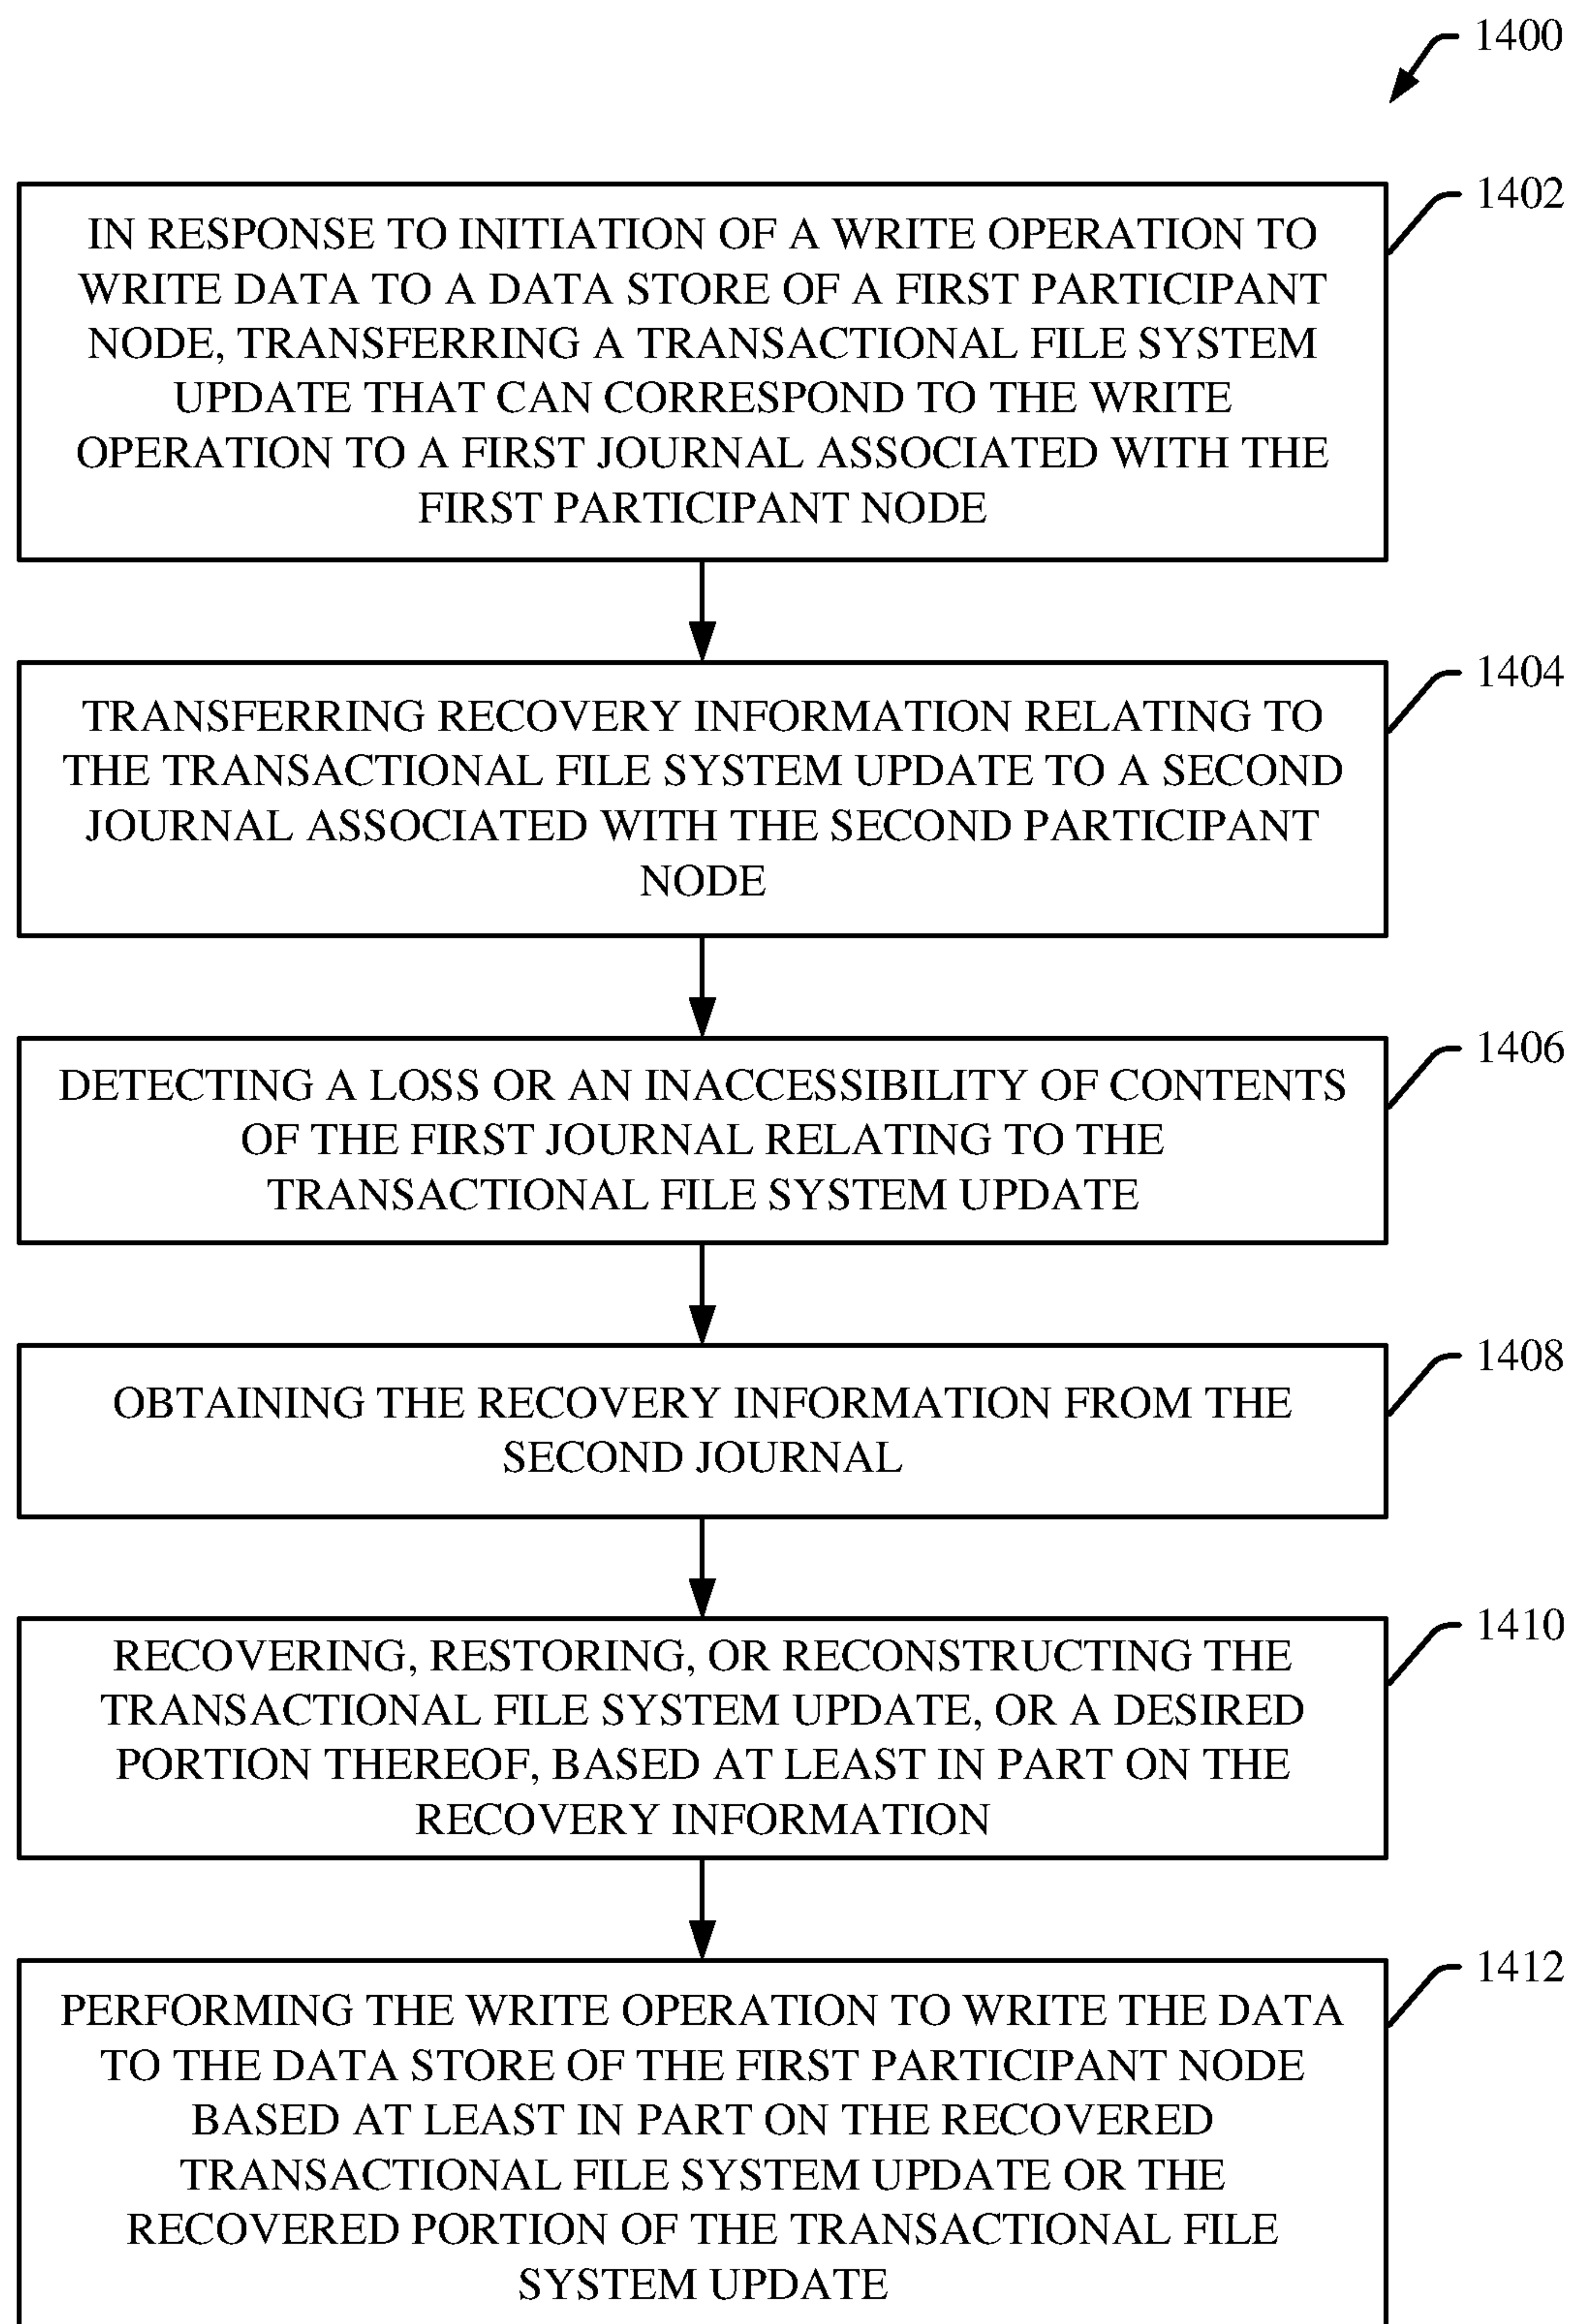 1400
1402
IN RESPONSE TO INITIATION OF A WRITE OPERATION TO
WRITE DATA TO A DATA STORE OF A FIRST PARTICIPANT
NODE, TRANSFERRING A TRANSACTIONAL FILE SYSTEM
UPDATE THAT CAN CORRESPOND TO THE WRITE
OPERATION TO A FIRST JOURNAL ASSOCIATED WITH THE
FIRST PARTICIPANT NODE
1404
TRANSFERRING RECOVERY INFORMATION RELATING TO
THE TRANSACTIONAL FILE SYSTEM UPDATE TO A SECOND
JOURNAL ASSOCIATED WITH THE SECOND PARTICIPANT
NODE
1406
DETECTING A LOSS OR AN INACCESSIBILITY OF CONTENTS
OF THE FIRST JOURNAL RELATING TO THE
TRANSACTIONAL FILE SYSTEM UPDATE
1408
OBTAINING THE RECOVERY INFORMATION FROM THE
SECOND JOURNAL
1410
RECOVERING, RESTORING, OR RECONSTRUCTING THE
TRANSACTIONAL FILE SYSTEM UPDATE, OR A DESIRED
PORTION THEREOF, BASED AT LEAST IN PART ON THE
RECOVERY INFORMATION
1412
PERFORMING THE WRITE OPERATION TO WRITE THE DATA
TO THE DATA STORE OF THE FIRST PARTICIPANT NODE
BASED AT LEAST IN PART ON THE RECOVERED
TRANSACTIONAL FILE SYSTEM UPDATE OR THE
RECOVERED PORTION OF THE TRANSACTIONAL FILE
SYSTEM UPDATE